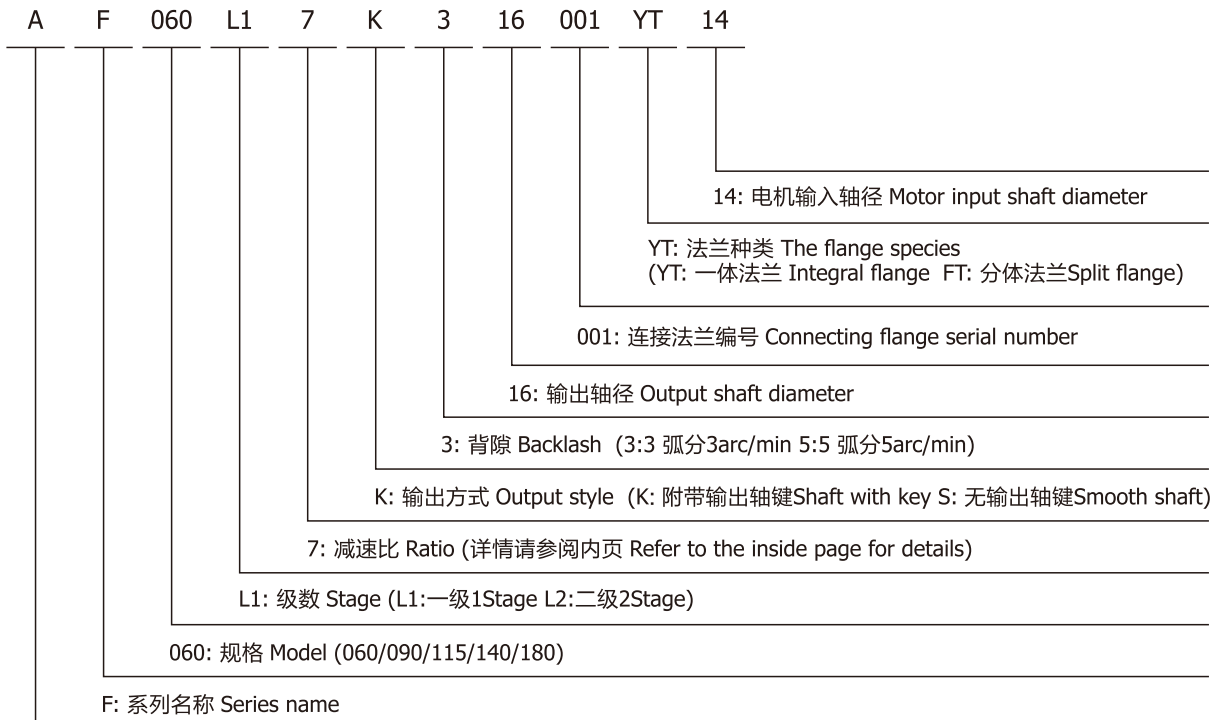 A F 060 L1 7 K 3 16 001 YT 14
14: 电机输入轴径 Motor input shaft diameter
YT: 法兰种类 The flange species
(YT: 一体法兰 Integral flange FT: 分体法兰Split flange)
001: 连接法兰编号 Connecting flange serial number
16: 输出轴径 Output shaft diameter
3: 背隙 Backlash (3:3 弧分3arc/min 5:5 弧分5arc/min)
K: 输出方式 Output style (K: 附带输出轴键Shaft with key S: 无输出轴键Smooth shaft)
7: 减速比 Ratio (详情请参阅内页 Refer to the inside page for details)
L1: 级数 Stage (L1:一级1Stage L2:二级2Stage)
060: 规格 Model (060/090/115/140/180)
F: 系列名称 Series name